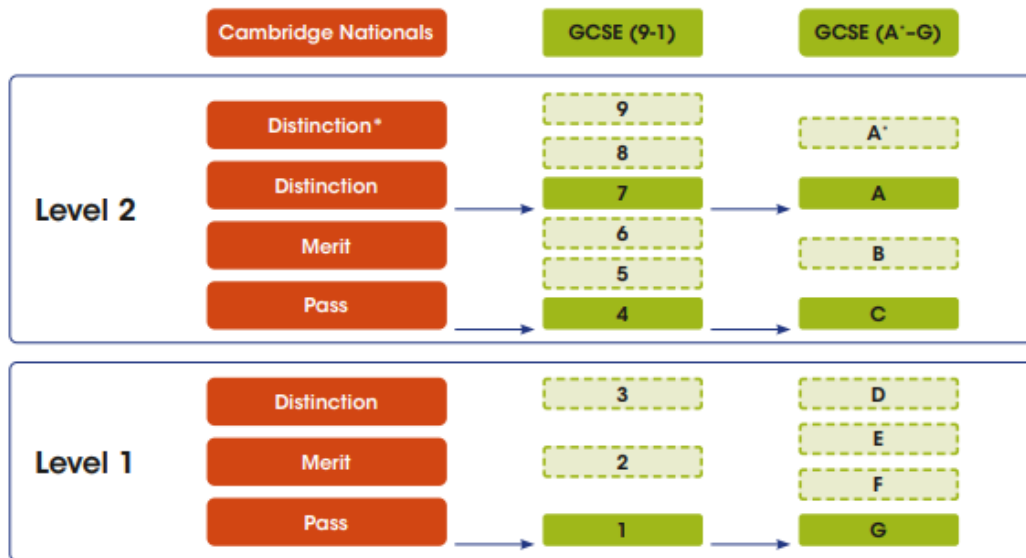 Cambridge Nationals GCSE (9-1) GCSE (A*-G)
Level 2
Distinction*
Distinction
Merit
Pass
9
8
7
6
5
4
A*
A
B
C
Level 1
Distinction
Merit
Pass
3
2
1
D
E
F
G